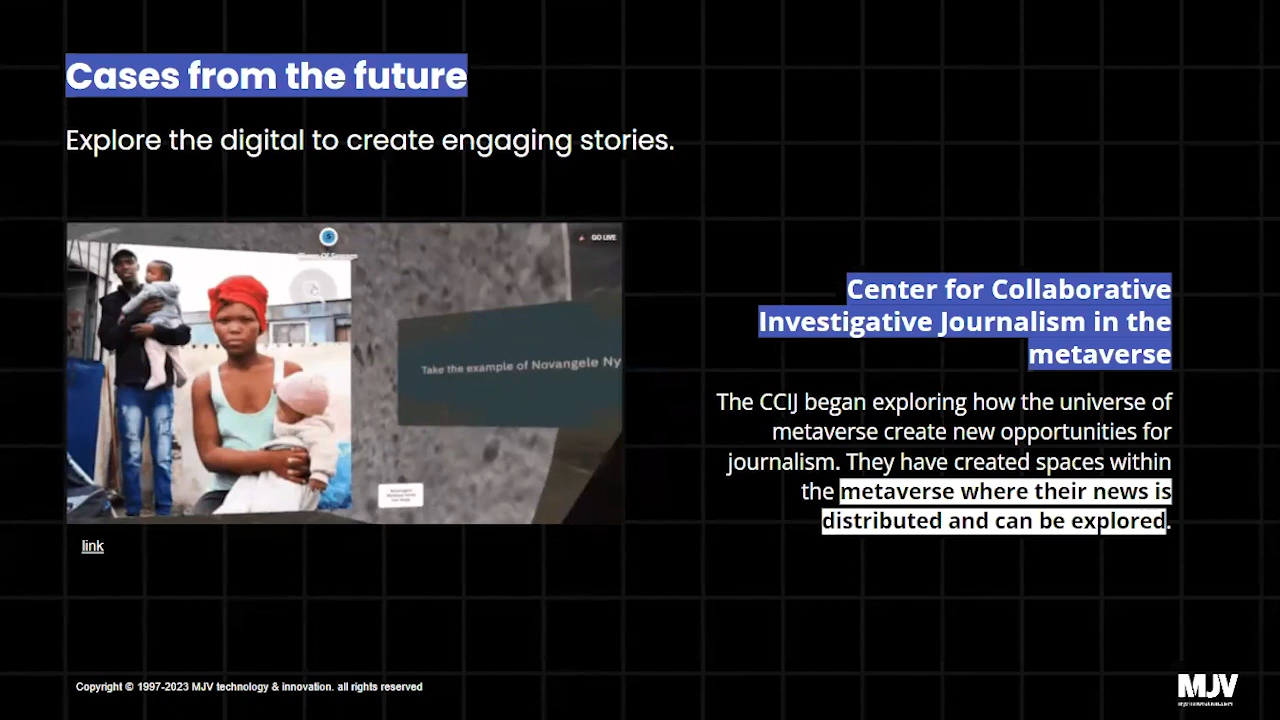 Cases from the future
Explore the digital to create engaging stories.
GO LIVE
Take the example of Novangele Ny
link
Center for Collaborative
Investigative Journalism in the
metaverse
The CCIJ began exploring how the universe of
metaverse create new opportunities for
journalism. They have created spaces within
the metaverse where their news is
distributed and can be explored.
Copyright © 1997-2023 MJV technology & innovation. all rights reserved
MJV